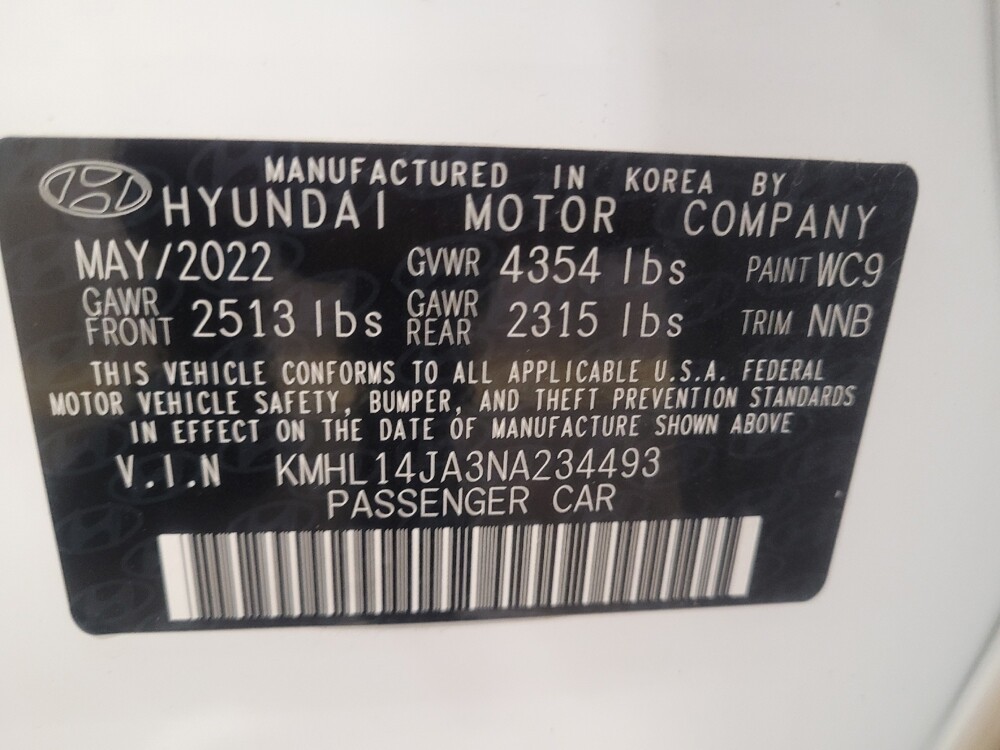 MANUFACTURED IN KOREA BY
HYUNDAI MOTOR COMPANY
MAY/2022 GVWR 4354 lbs PAINT WC9
GAWR FRONT 2513 lbs GAWR REAR 2315 lbs TRIM NNB
THIS VEHICLE CONFORMS TO ALL APPLICABLE U.S.A. FEDERAL
MOTOR VEHICLE SAFETY, BUMPER, AND THEFT PREVENTION STANDARDS
IN EFFECT ON THE DATE OF MANUFACTURE SHOWN ABOVE
V.I.N KMHL14JA3NA234493
PASSENGER CAR